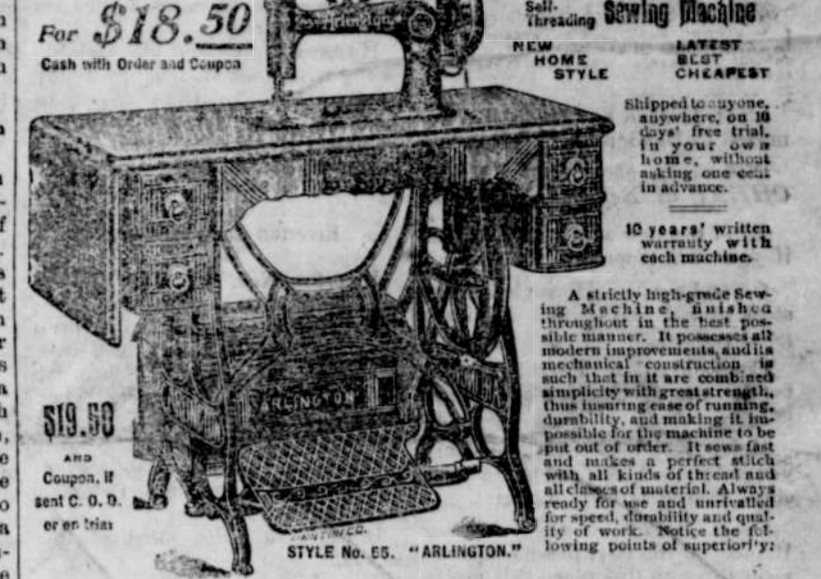 For $18.50
Cash with Order and Coupon
Arlington
Self-
Threading Sewing Machine
NEW
HOME
STYLE
LATEST
BEST
CHEAPEST
Shipped to anyone,
anywhere, on 10
days' free trial,
in your own
home, without
asking one cent
in advance.
10 years' written
warranty with
each machine.
A strictly high-grade Sew-
ing Machine, finished
throughout in the best pos-
sible manner. It possesses all
modern improvements, and its
mechanical construction is
such that in it are combined
simplicity with great strength,
thus insuring ease of running,
durability, and making it im-
possible for the machine to be
put out of order. It sews fast
and makes a perfect stitch
with all kinds of thread and
all classes of material. Always
ready for use and unrivalled
for speed, durability and qual-
ity of work. Notice the fol-
lowing points of superiority:
ARLINGTON
$19.50
AND
Coupon, if
sent C. O. D.
or on trial
STYLE No. 55. "ARLINGTON."